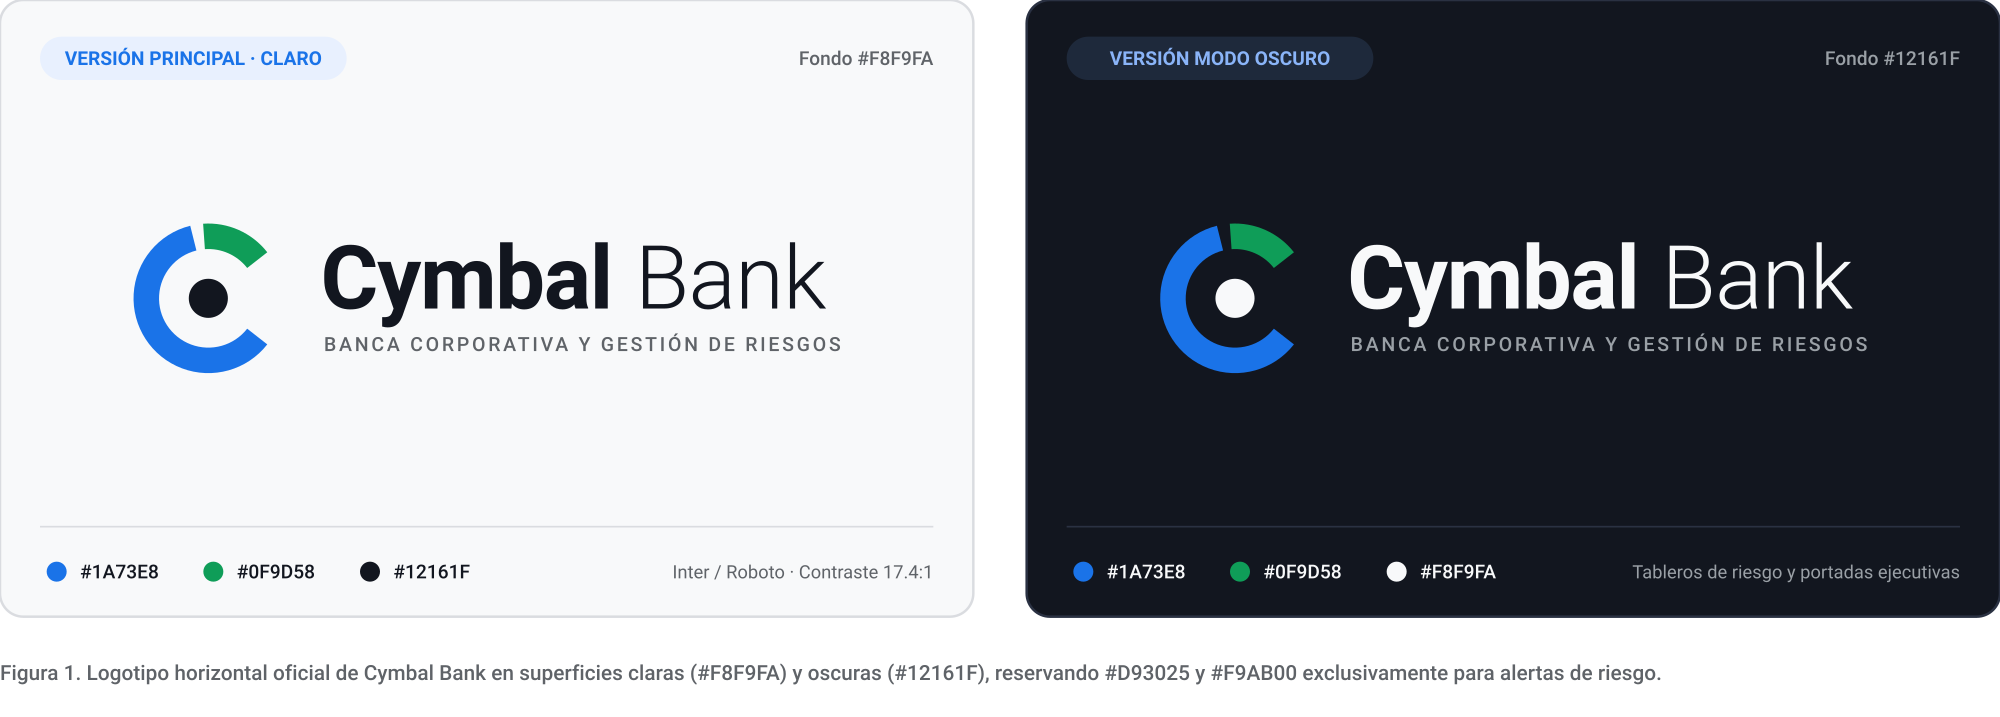 VERSIÓN PRINCIPAL · CLARO
Fondo #F8F9FA
Cymbal Bank
BANCA CORPORATIVA Y GESTIÓN DE RIESGOS
#1A73E8
#0F9D58
#12161F
Inter / Roboto · Contraste 17.4:1
VERSIÓN MODO OSCURO
Fondo #12161F
Cymbal Bank
BANCA CORPORATIVA Y GESTIÓN DE RIESGOS
#1A73E8
#0F9D58
#F8F9FA
Tableros de riesgo y portadas ejecutivas
Figura 1. Logotipo horizontal oficial de Cymbal Bank en superficies claras (#F8F9FA) y oscuras (#12161F), reservando #D93025 y #F9AB00 exclusivamente para alertas de riesgo.